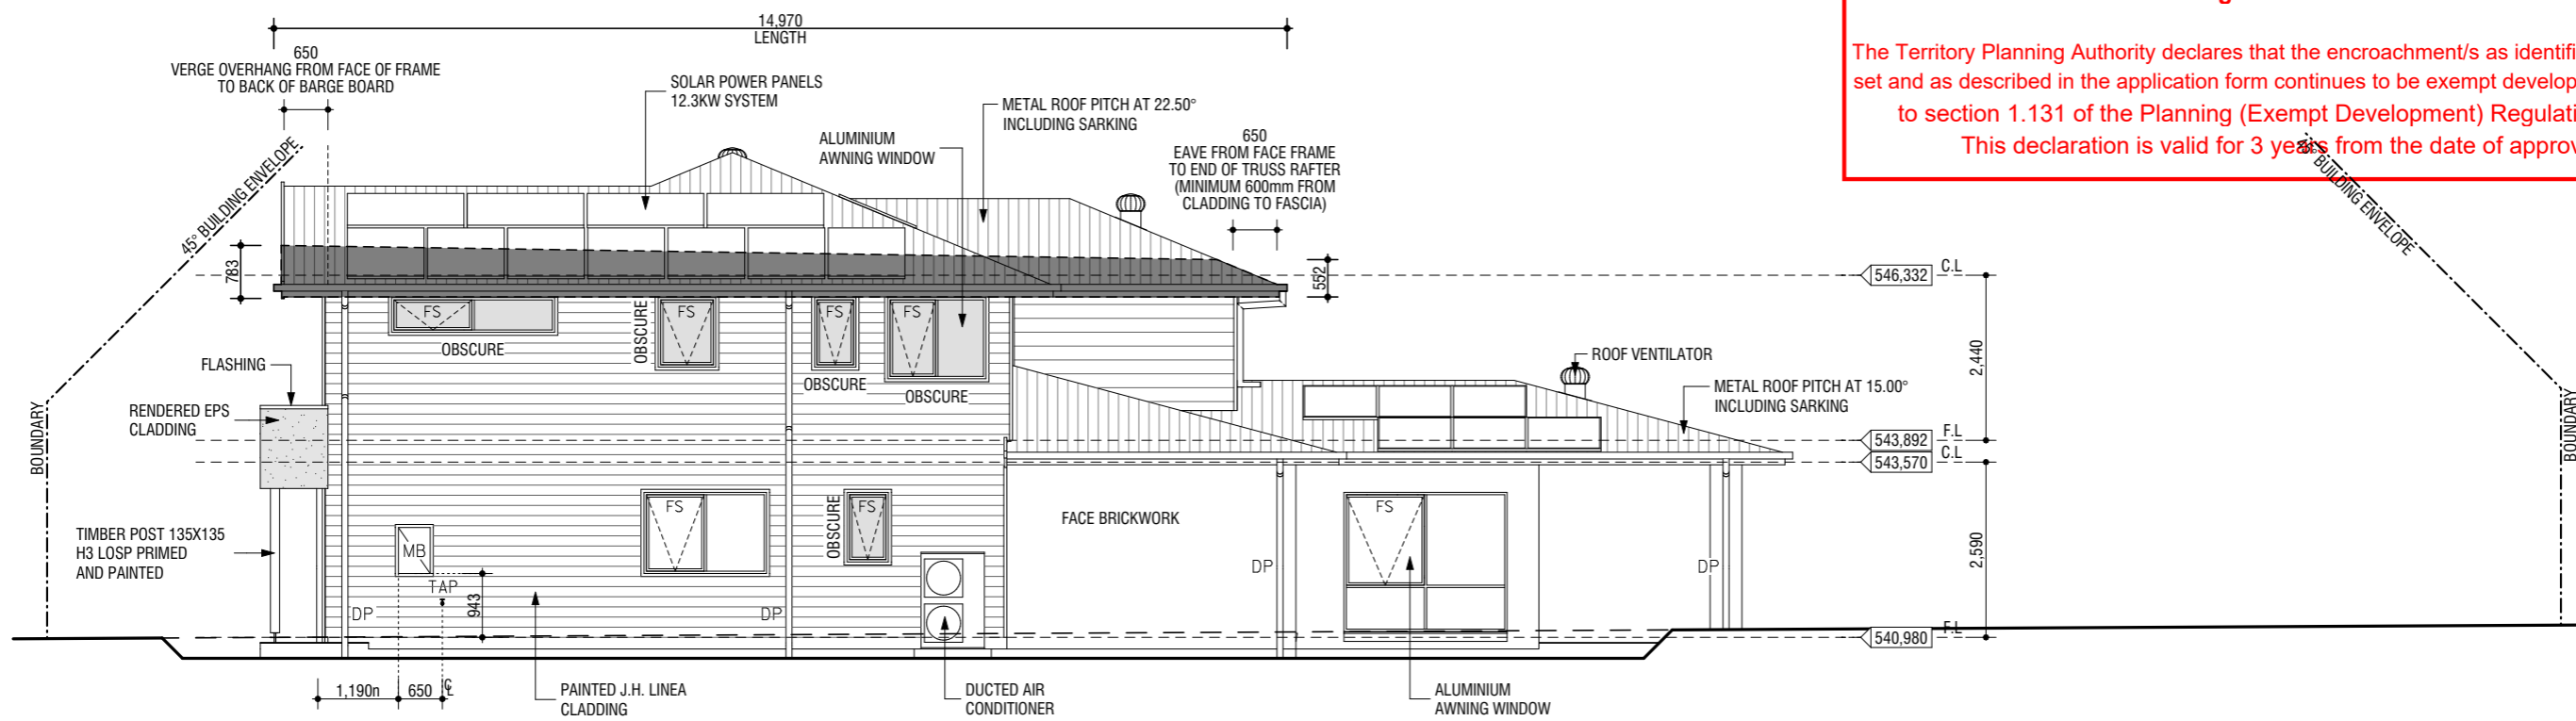 14,970
LENGTH
650
VERGE OVERHANG FROM FACE OF FRAME
TO BACK OF BARGE BOARD
SOLAR POWER PANELS
12.3KW SYSTEM
METAL ROOF PITCH AT 22.50°
INCLUDING SARKING
ALUMINIUM
AWNING WINDOW
650
EAVE FROM FACE FRAME
TO END OF TRUSS RAFTER
(MINIMUM 600mm FROM
CLADDING TO FASCIA)
The Territory Planning Authority declares that the encroachment/s as identifi
set and as described in the application form continues to be exempt develop
to section 1.131 of the Planning (Exempt Development) Regulati
This declaration is valid for 3 years from the date of approv
45° BUILDING ENVELOPE
45° BUILDING ENVELOPE
783
552
546,332
C.L
FS
OBSCURE
OBSCURE
FS
FS
OBSCURE
FS
OBSCURE
2,440
FLASHING
ROOF VENTILATOR
RENDERED EPS
CLADDING
METAL ROOF PITCH AT 15.00°
INCLUDING SARKING
BOUNDARY
BOUNDARY
543,892
F.L
543,570
C.L
TIMBER POST 135X135
H3 LOSP PRIMED
AND PAINTED
MB
TAP
943
FS
OBSCURE
FS
FACE BRICKWORK
FS
2,590
DP
DP
DP
DP
540,980
F.L
1,190n
650
℄
PAINTED J.H. LINEA
CLADDING
DUCTED AIR
CONDITIONER
ALUMINIUM
AWNING WINDOW